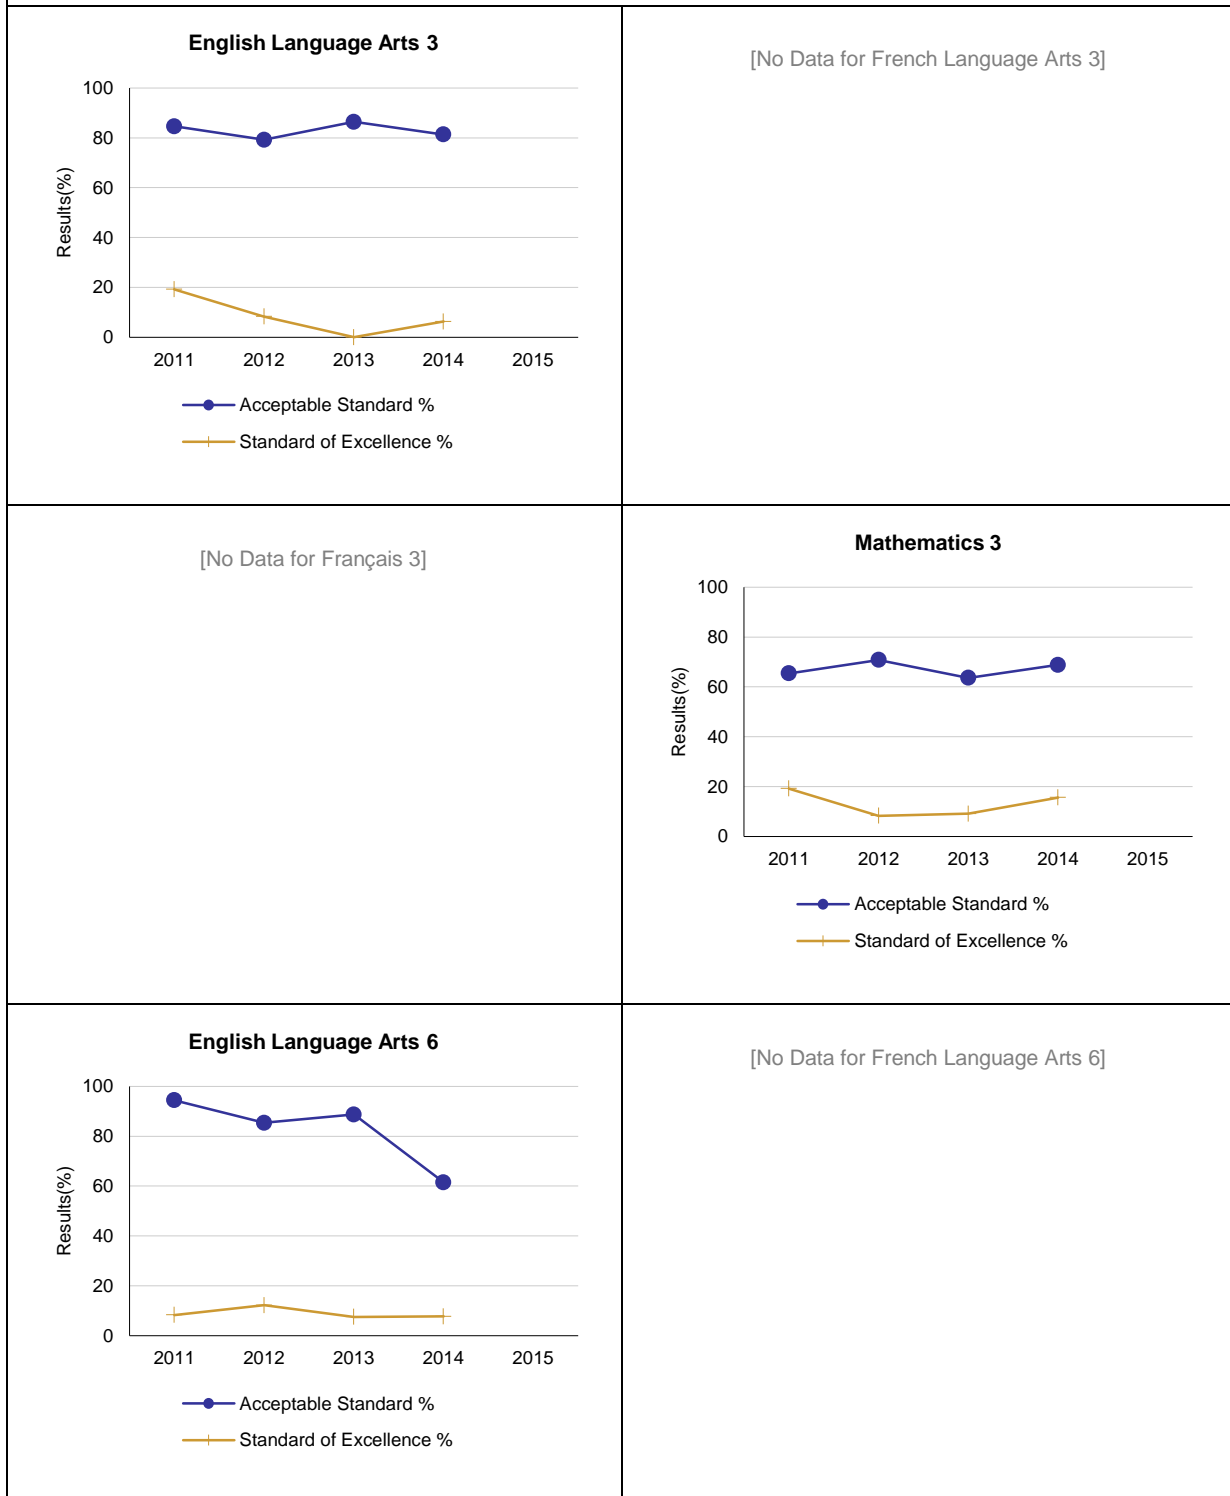 English Language Arts 3
100
80
60
40
20
0
Results(%)
2011 2012 2013 2014 2015
Acceptable Standard %
Standard of Excellence %
[No Data for French Language Arts 3]
[No Data for Français 3]
Mathematics 3
100
80
60
40
20
0
Results(%)
2011 2012 2013 2014 2015
Acceptable Standard %
Standard of Excellence %
English Language Arts 6
100
80
60
40
20
0
Results(%)
2011 2012 2013 2014 2015
Acceptable Standard %
Standard of Excellence %
[No Data for French Language Arts 6]